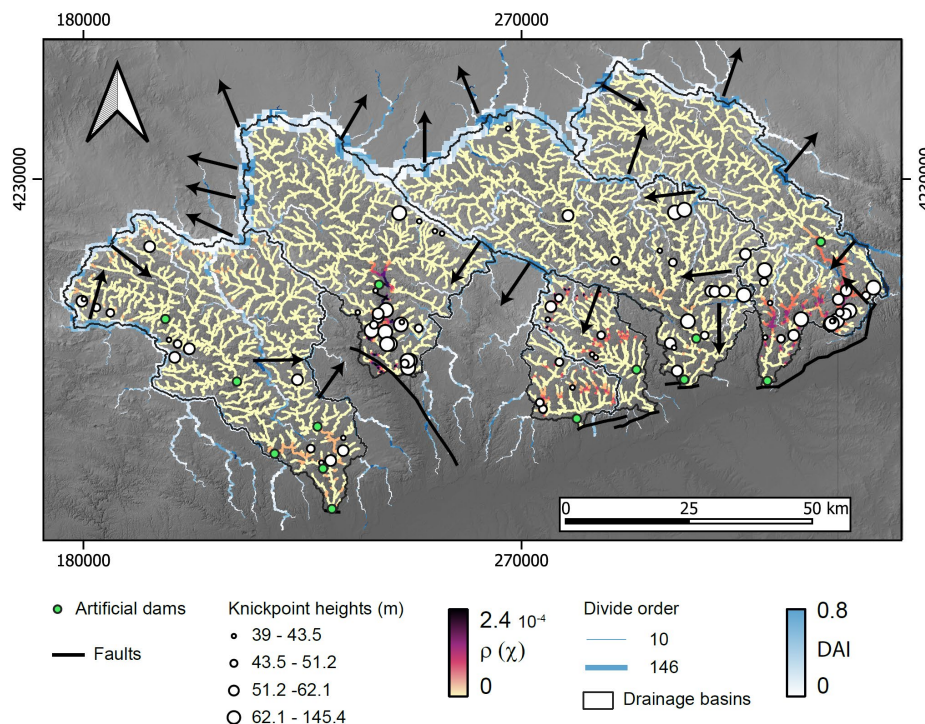 180000 270000
4230000 4230000
0 25 50 km
180000 270000
Artificial dams
Faults
Knickpoint heights (m)
39 - 43.5
43.5 - 51.2
51.2 -62.1
62.1 - 145.4
2.4 10⁻⁴
ρ (χ)
0
Divide order
10
146
Drainage basins
0.8
DAI
0